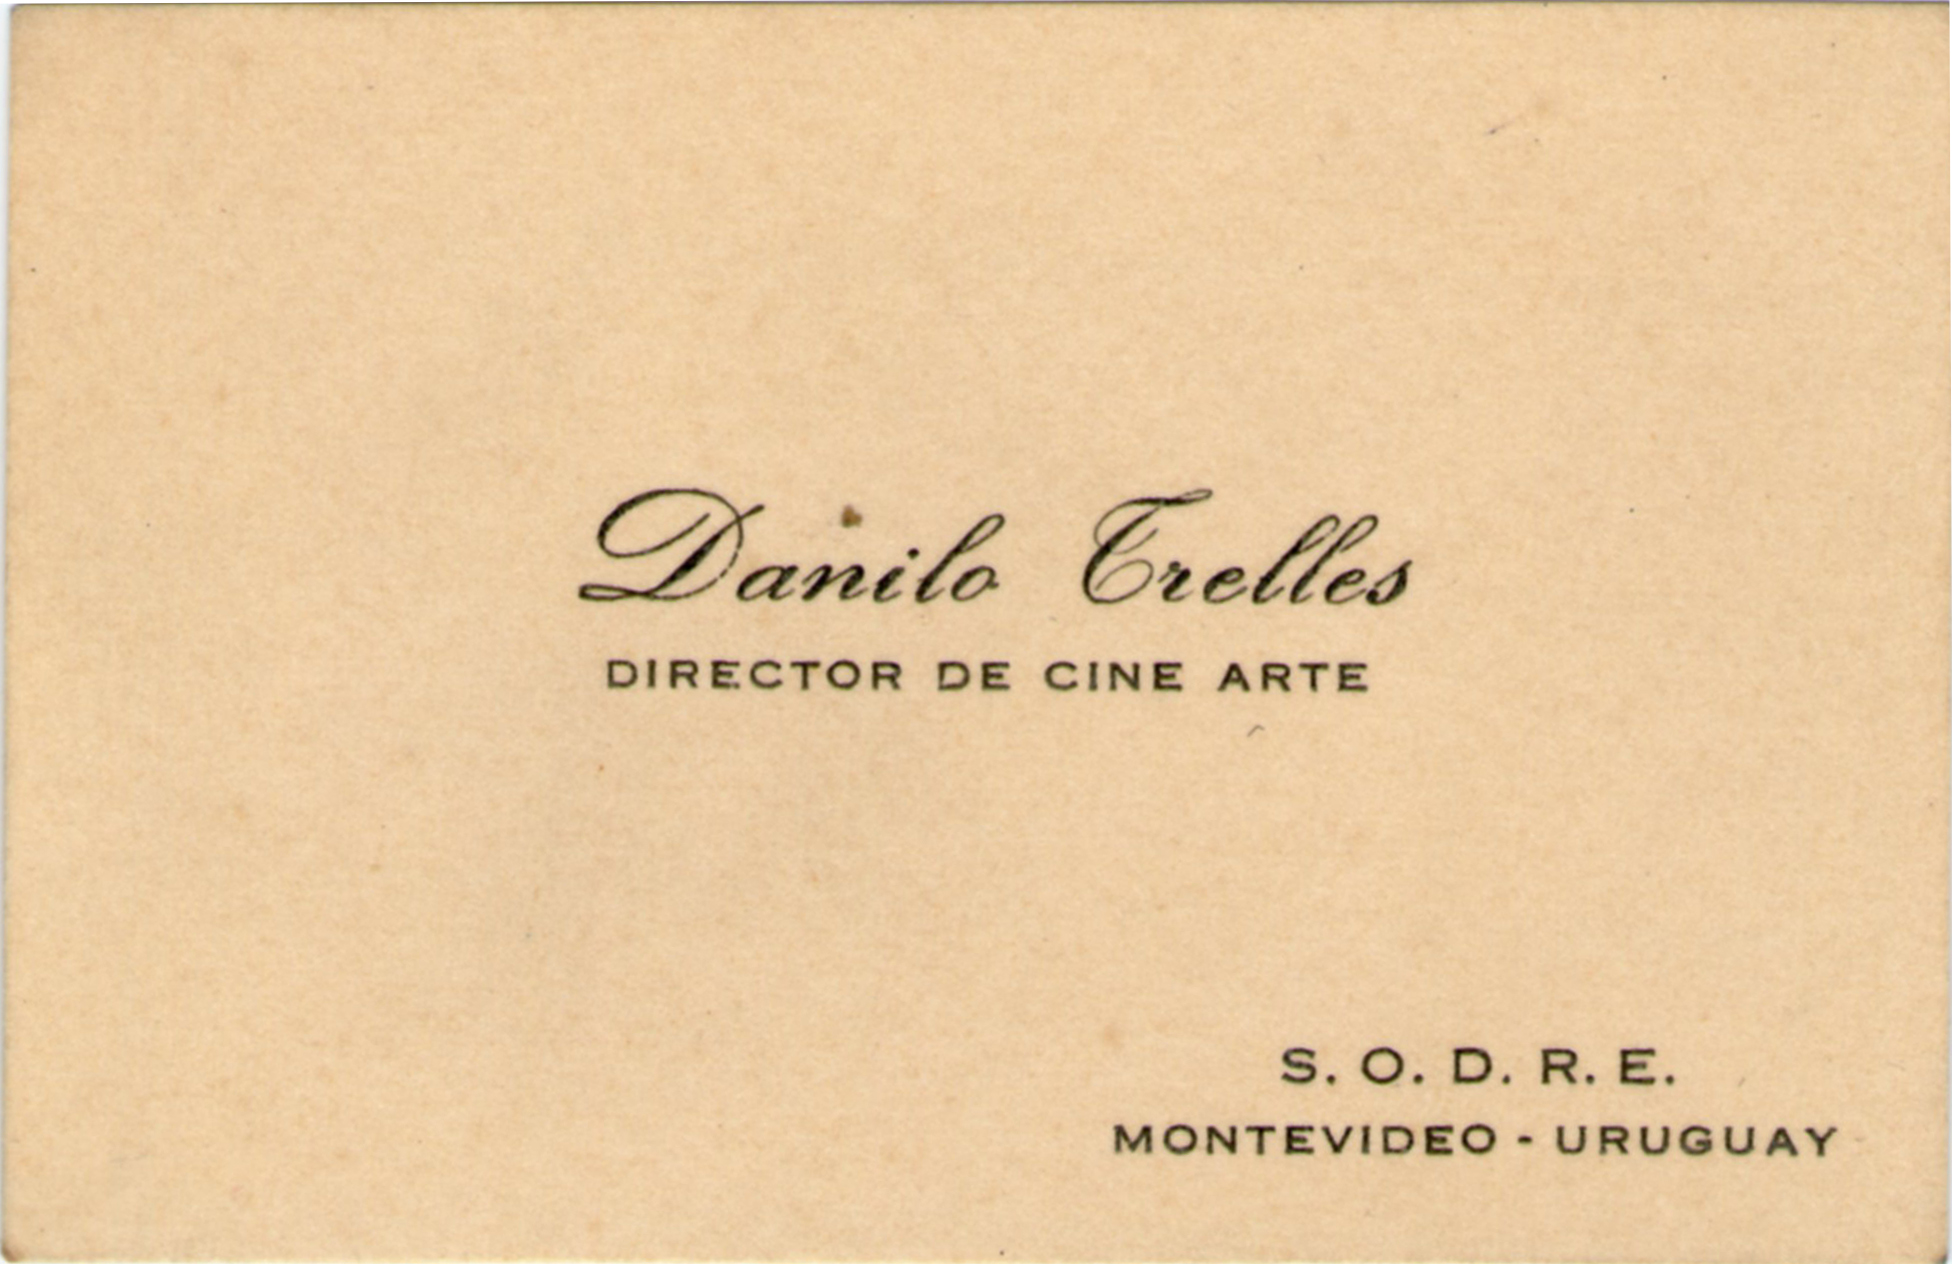 Danilo Trelles
DIRECTOR DE CINE ARTE
S. O. D. R. E.
MONTEVIDEO - URUGUAY